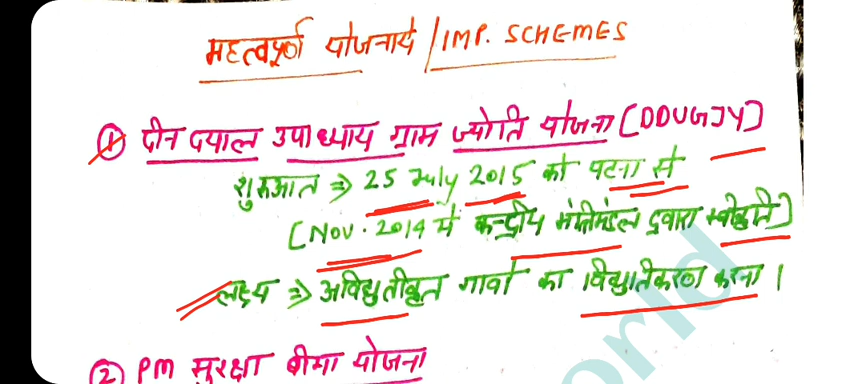 महत्वपूर्ण योजनाये / IMP. SCHEMES
① दीन दयाल उपाध्याय ग्राम ज्योति योजना [DDUGJY]
शुरुआत ⇒ 25 July 2015 को पटना से
[Nov. 2014 में केन्द्रीय मंत्रिमंडल द्वारा स्वीकृति]
लक्ष्य ⇒ अविद्युतीकृत गावों का विद्युतिकरण करना।
② PM सुरक्षा बीमा योजना